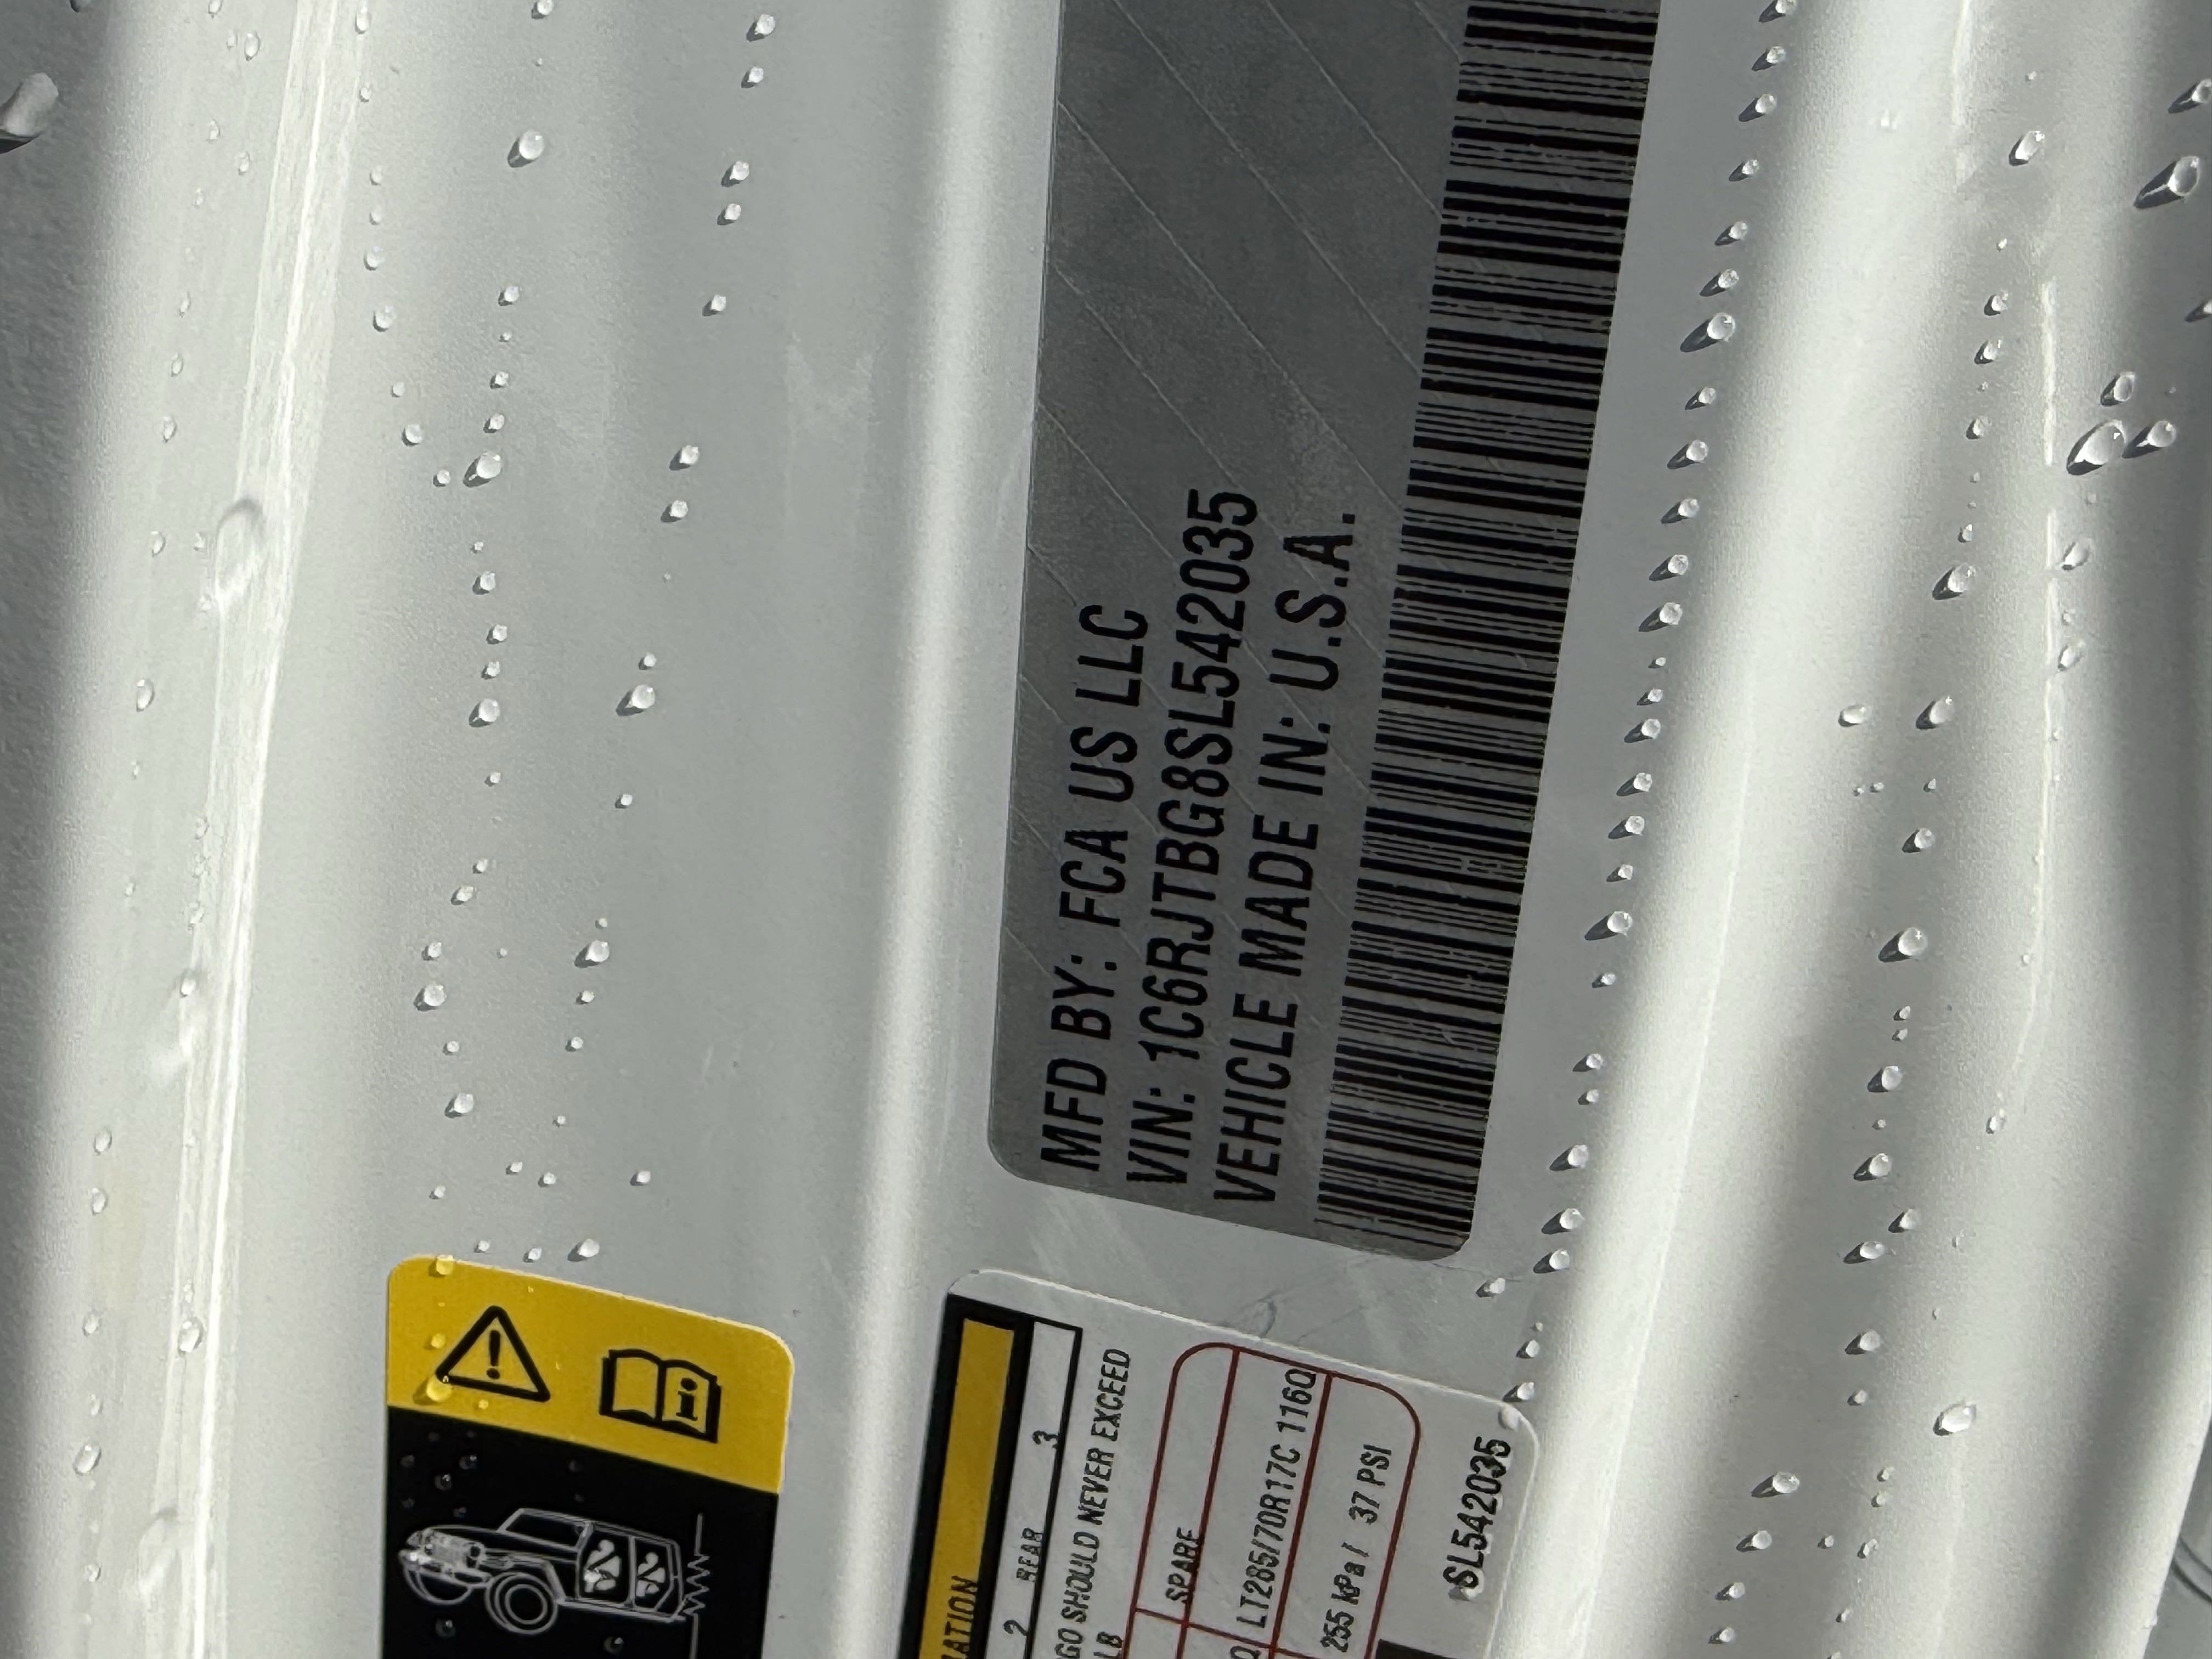 MFD BY: FCA US LLC
VIN: 1C6RJTBG8SL542035
VEHICLE MADE IN: U.S.A.
2 REAR 3
SHOULD NEVER EXCEED
LB
SPARE
LT285/70R17C 116Q
255 kPa / 37 PSI
SL542035